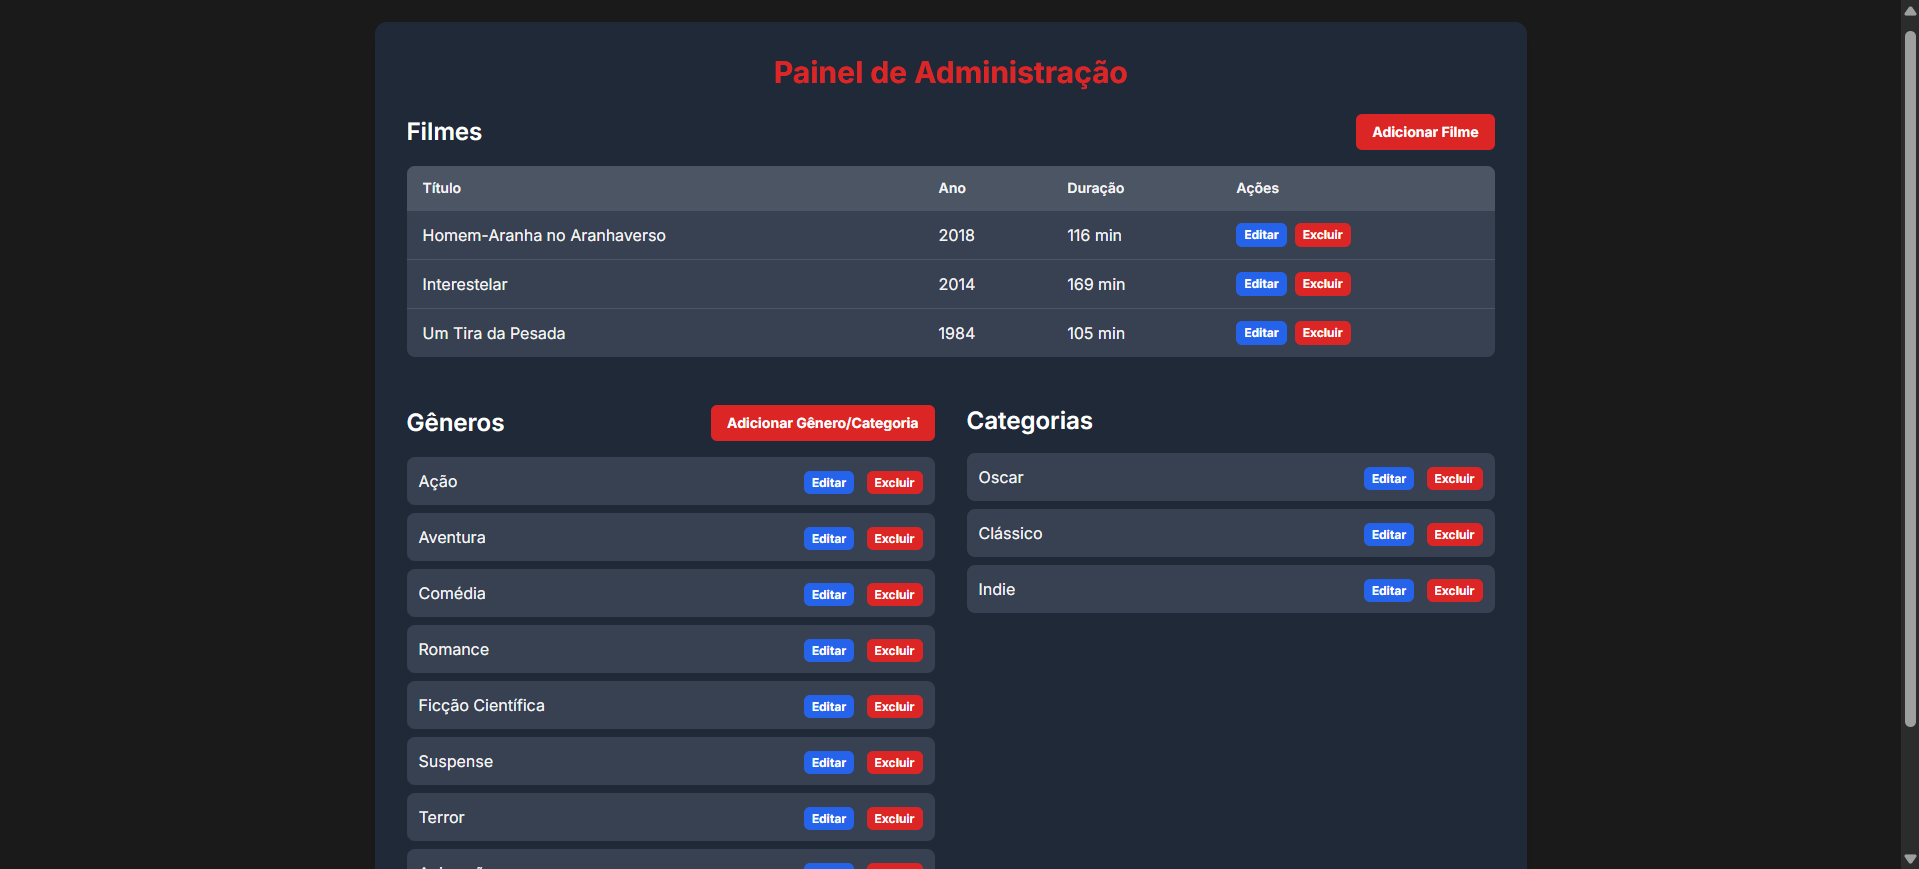 Painel de Administração
Filmes
Adicionar Filme
Título Ano Duração Ações
Homem-Aranha no Aranhaverso 2018 116 min Editar Excluir
Interestelar 2014 169 min Editar Excluir
Um Tira da Pesada 1984 105 min Editar Excluir
Gêneros
Adicionar Gênero/Categoria
Ação Editar Excluir
Aventura Editar Excluir
Comédia Editar Excluir
Romance Editar Excluir
Ficção Científica Editar Excluir
Suspense Editar Excluir
Terror Editar Excluir
Categorias
Oscar Editar Excluir
Clássico Editar Excluir
Indie Editar Excluir